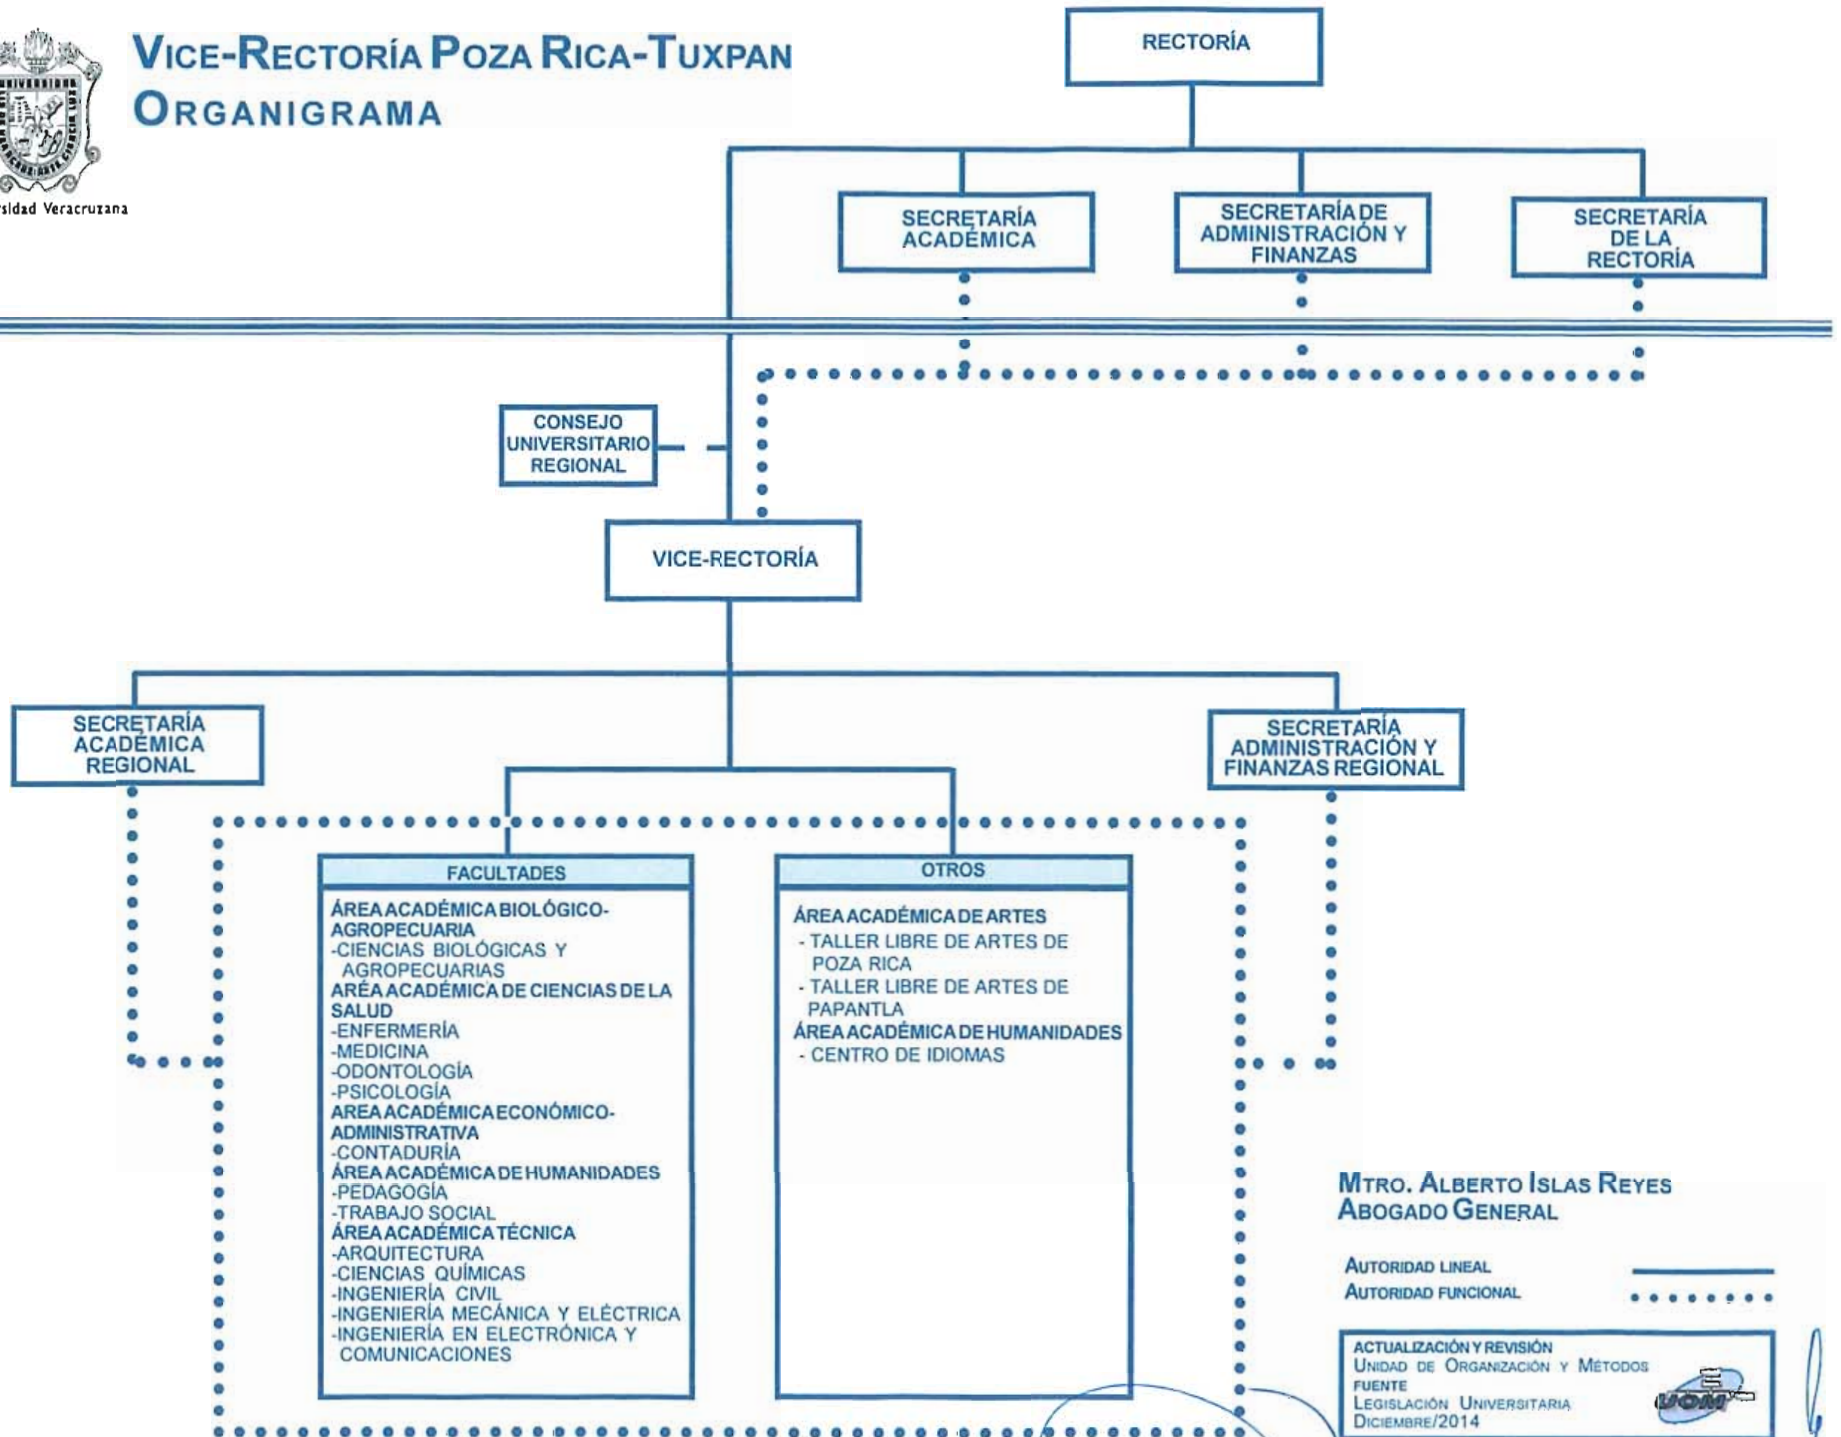 VICE-RECTORÍA POZA RICA-TUXPAN
ORGANIGRAMA
Veracruzana
RECTORÍA
SECRETARÍA
ACADÉMICA
SECRETARÍA DE
ADMINISTRACIÓN Y
FINANZAS
SECRETARÍA
DE LA
RECTORÍA
CONSEJO
UNIVERSITARIO
REGIONAL
VICE-RECTORÍA
SECRETARÍA
ACADÉMICA
REGIONAL
SECRETARÍA
ADMINISTRACIÓN Y
FINANZAS REGIONAL
FACULTADES
ÁREA ACADÉMICA BIOLÓGICO-
AGROPECUARIA
-CIENCIAS BIOLÓGICAS Y
AGROPECUARIAS
ARÉA ACADÉMICA DE CIENCIAS DE LA
SALUD
-ENFERMERÍA
-MEDICINA
-ODONTOLOGÍA
-PSICOLOGÍA
AREA ACADÉMICA ECONÓMICO-
ADMINISTRATIVA
-CONTADURÍA
ÁREA ACADÉMICA DE HUMANIDADES
-PEDAGOGÍA
-TRABAJO SOCIAL
ÁREA ACADÉMICA TÉCNICA
-ARQUITECTURA
-CIENCIAS QUÍMICAS
-INGENIERÍA CIVIL
-INGENIERÍA MECÁNICA Y ELÉCTRICA
-INGENIERÍA EN ELECTRÓNICA Y
COMUNICACIONES
OTROS
ÁREA ACADÉMICA DE ARTES
- TALLER LIBRE DE ARTES DE
POZA RICA
- TALLER LIBRE DE ARTES DE
PAPANTLA
ÁREA ACADÉMICA DE HUMANIDADES
- CENTRO DE IDIOMAS
MTRO. ALBERTO ISLAS REYES
ABOGADO GENERAL
AUTORIDAD LINEAL
AUTORIDAD FUNCIONAL
ACTUALIZACIÓN Y REVISIÓN
UNIDAD DE ORGANIZACIÓN Y MÉTODOS
FUENTE
LEGISLACIÓN UNIVERSITARIA
DICIEMBRE/2014
UOM